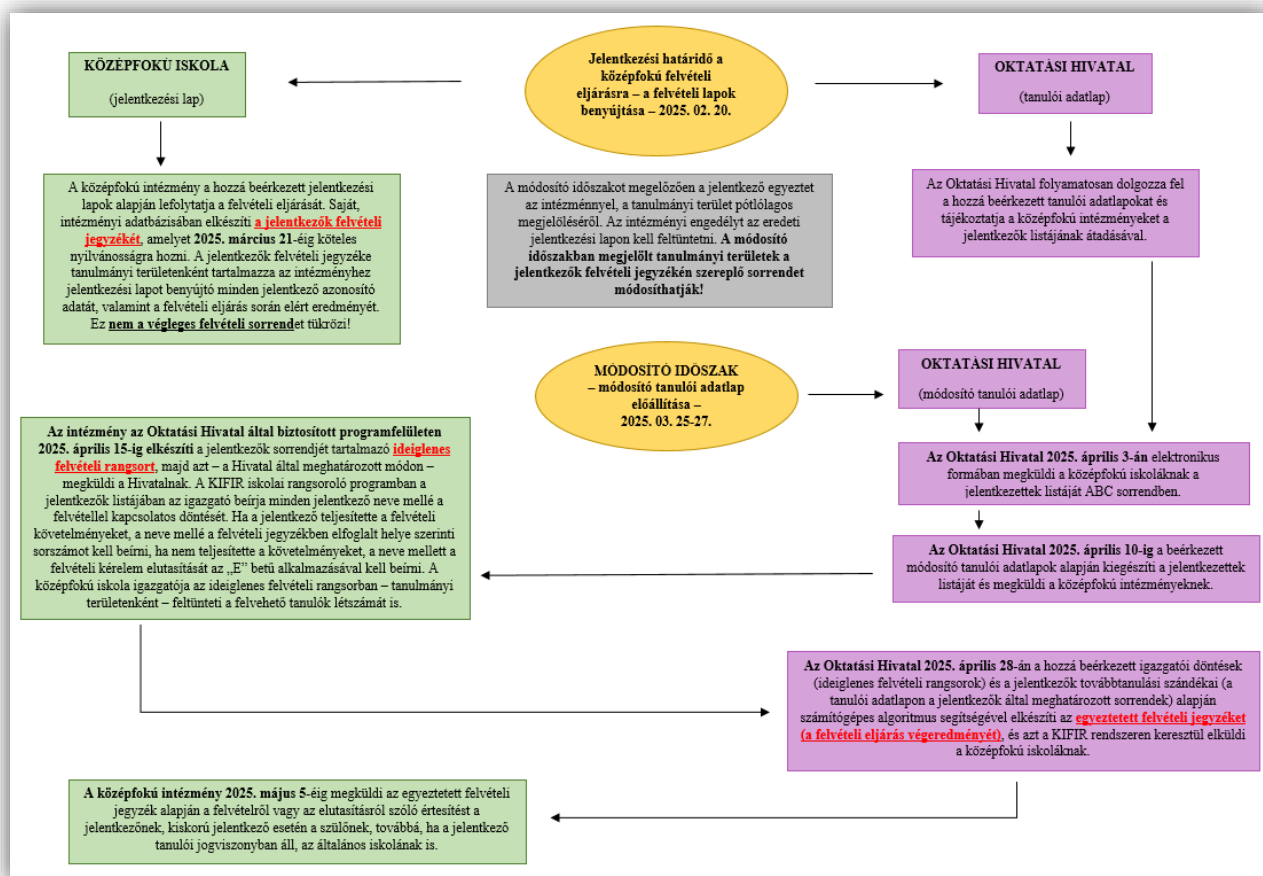 KÖZÉPFOKÚ ISKOLA
(jelentkezési lap)
Jelentkezési határidő a
középfokú felvételi
eljárásra – a felvételi lapok
benyújtása – 2025. 02. 20.
OKTATÁSI HIVATAL
(tanulói adatlap)
A középfokú intézmény a hozzá beérkezett jelentkezési
lapok alapján lefolytatja a felvételi eljárását. Saját,
intézményi adatbázisában elkészíti a jelentkezők felvételi
jegyzékét, amelyet 2025. március 21-éig köteles
nyilvánosságra hozni. A jelentkezők felvételi jegyzéke
tanulmányi területenként tartalmazza az intézményhez
jelentkezési lapot benyújtó minden jelentkező azonosító
adatát, valamint a felvételi eljárás során elért eredményét.
Ez nem a végleges felvételi sorrendet tükrözi!
A módosító időszakot megelőzően a jelentkező egyeztet
az intézménnyel, a tanulmányi terület pótlólagos
megjelöléséről. Az intézményi engedélyt az eredeti
jelentkezési lapon kell feltüntetni. A módosító
időszakban megjelölt tanulmányi területek a
jelentkezők felvételi jegyzékén szereplő sorrendet
módosíthatják!
Az Oktatási Hivatal folyamatosan dolgozza fel
a hozzá beérkezett tanulói adatlapokat és
tájékoztatja a középfokú intézményeket a
jelentkezők listájának átadásával.
MÓDOSÍTÓ IDŐSZAK
– módosító tanulói adatlap
előállítása –
2025. 03. 25-27.
OKTATÁSI HIVATAL
(módosító tanulói adatlap)
Az intézmény az Oktatási Hivatal által biztosított programfelületen
2025. április 15-ig elkészíti a jelentkezők sorrendjét tartalmazó ideiglenes
felvételi rangsort, majd azt – a Hivatal által meghatározott módon –
megküldi a Hivatalnak. A KIFIR iskolai rangsoroló programban a
jelentkezők listájában az igazgató beírja minden jelentkező neve mellé a
felvétellel kapcsolatos döntését. Ha a jelentkező teljesítette a felvételi
követelményeket, a neve mellé a felvételi jegyzékben elfoglalt helye szerinti
sorszámot kell beírni, ha nem teljesítette a követelményeket, a neve mellett a
felvételi kérelem elutasítását az „E” betű alkalmazásával kell beírni. A
középfokú iskola igazgatója az ideiglenes felvételi rangsorban – tanulmányi
területenként – feltünteti a felvehető tanulók létszámát is.
Az Oktatási Hivatal 2025. április 3-án elektronikus
formában megküldi a középfokú iskoláknak a
jelentkezettek listáját ABC sorrendben.
Az Oktatási Hivatal 2025. április 10-ig a beérkezett
módosító tanulói adatlapok alapján kiegészíti a jelentkezettek
listáját és megküldi a középfokú intézményeknek.
Az Oktatási Hivatal 2025. április 28-án a hozzá beérkezett igazgatói döntések
(ideiglenes felvételi rangsorok) és a jelentkezők továbbtanulási szándékai (a
tanulói adatlapon a jelentkezők által meghatározott sorrendek) alapján
számítógépes algoritmus segítségével elkészíti az egyeztetett felvételi jegyzéket
(a felvételi eljárás végeredményét), és azt a KIFIR rendszeren keresztül elküldi
a középfokú iskoláknak.
A középfokú intézmény 2025. május 5-éig megküldi az egyeztetett felvételi
jegyzék alapján a felvételről vagy az elutasításról szóló értesítést a
jelentkezőnek, kiskorú jelentkező esetén a szülőnek, továbbá, ha a jelentkező
tanulói jogviszonyban áll, az általános iskolának is.